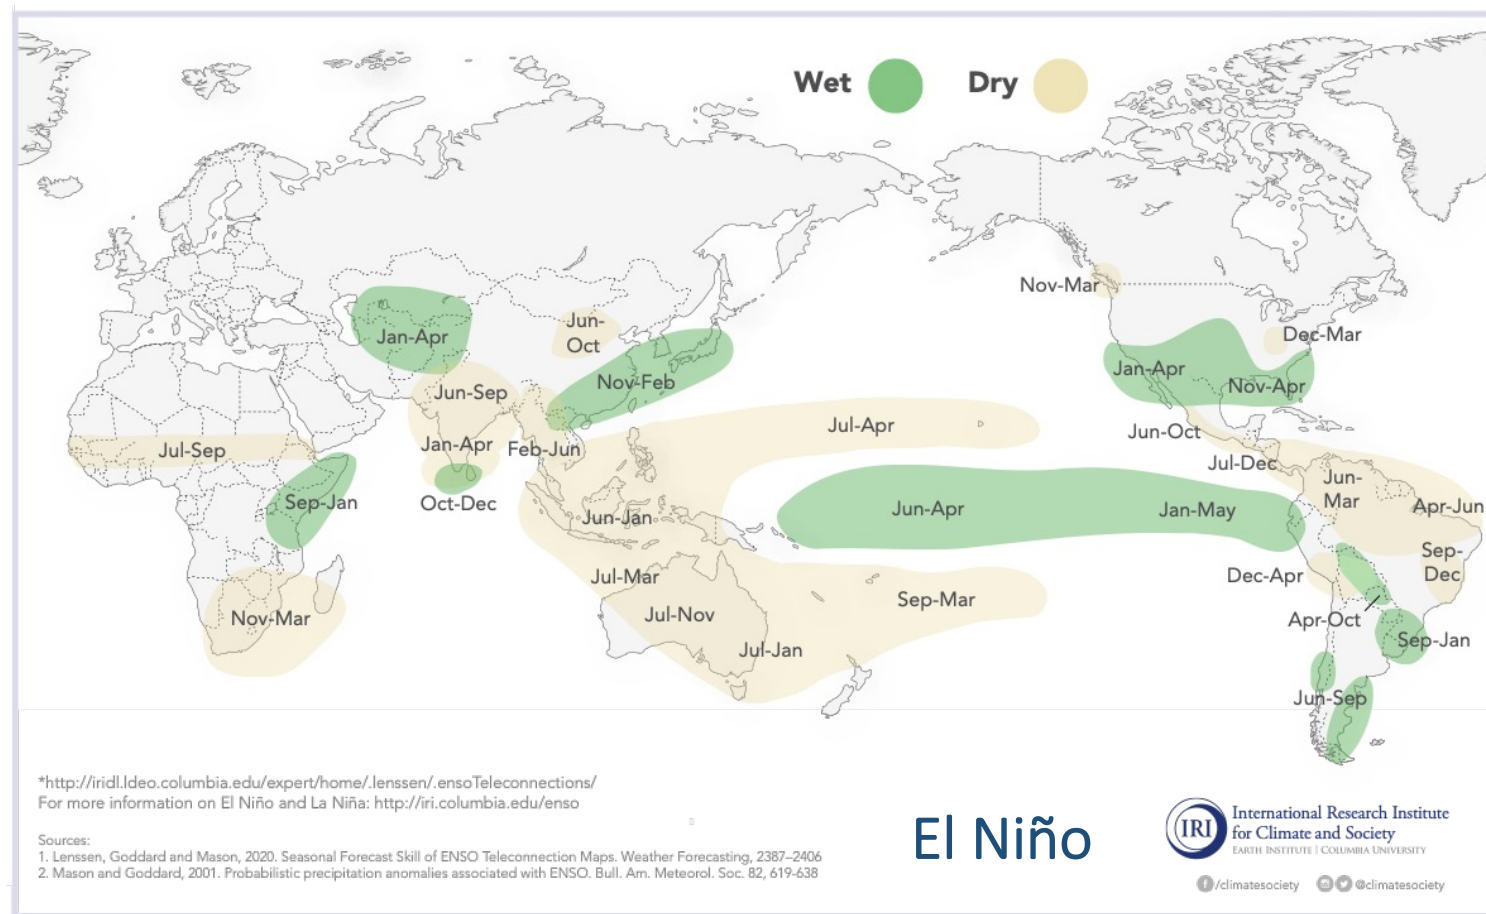 Wet
Dry
Nov-Mar
Jan-Apr
Jun-
Oct
Dec-Mar
Nov-Feb
Jan-Apr
Nov-Apr
Jun-Sep
Jul-Apr
Jun-Oct
Jul-Sep
Jan-Apr
Feb-Jun
Jul-Dec
Jun-
Mar
Sep-Jan
Oct-Dec
Jun-Jan
Jun-Apr
Jan-May
Apr-Jun
Sep-
Dec
Jul-Mar
Dec-Apr
Nov-Mar
Jul-Nov
Sep-Mar
Apr-Oct
Sep-Jan
Jul-Jan
Jun-Sep
*http://iridl.ldeo.columbia.edu/expert/home/.lenssen/.ensoTeleconnections/
For more information on El Niño and La Niña: http://iri.columbia.edu/enso
Sources:
1. Lenssen, Goddard and Mason, 2020. Seasonal Forecast Skill of ENSO Teleconnection Maps. Weather Forecasting, 2387–2406
2. Mason and Goddard, 2001. Probabilistic precipitation anomalies associated with ENSO. Bull. Am. Meteorol. Soc. 82, 619-638
El Niño
IRI
International Research Institute
for Climate and Society
EARTH INSTITUTE | COLUMBIA UNIVERSITY
/climatesociety
@climatesociety